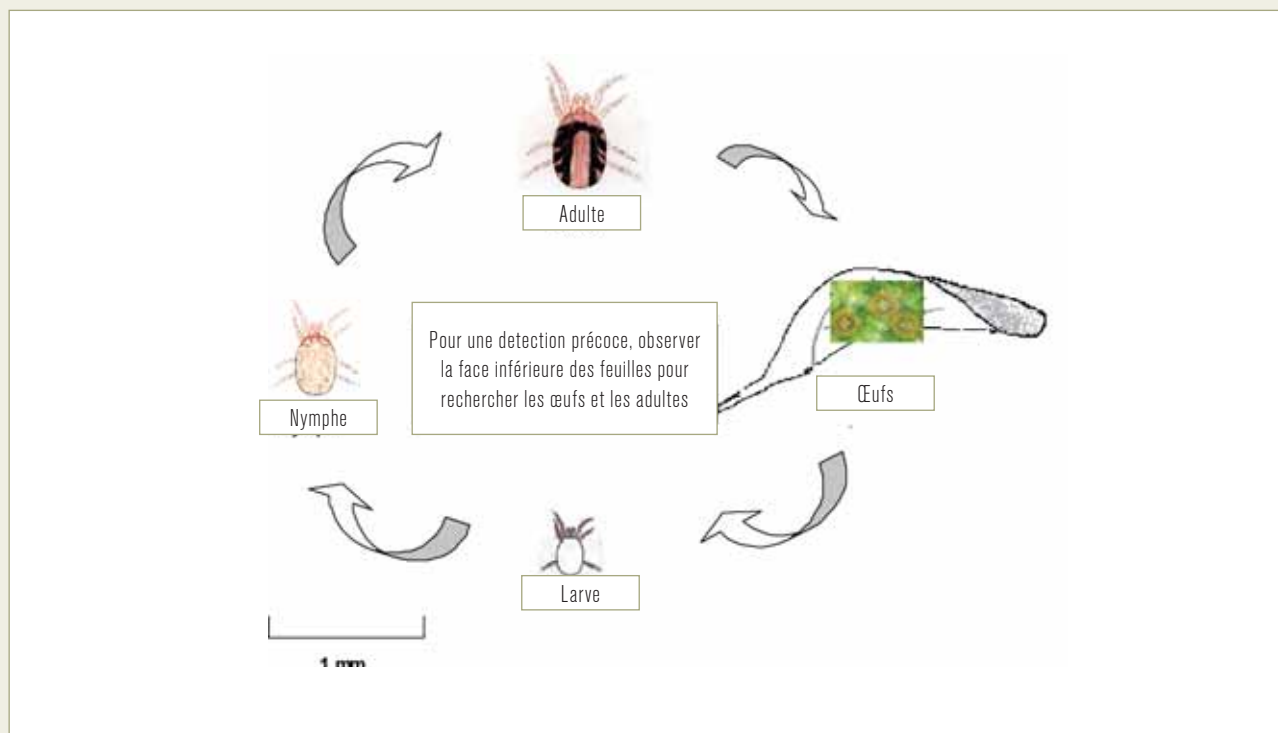 Adulte
Pour une detection précoce, observer
la face inférieure des feuilles pour
rechercher les œufs et les adultes
Œufs
Nymphe
Larve
1 mm